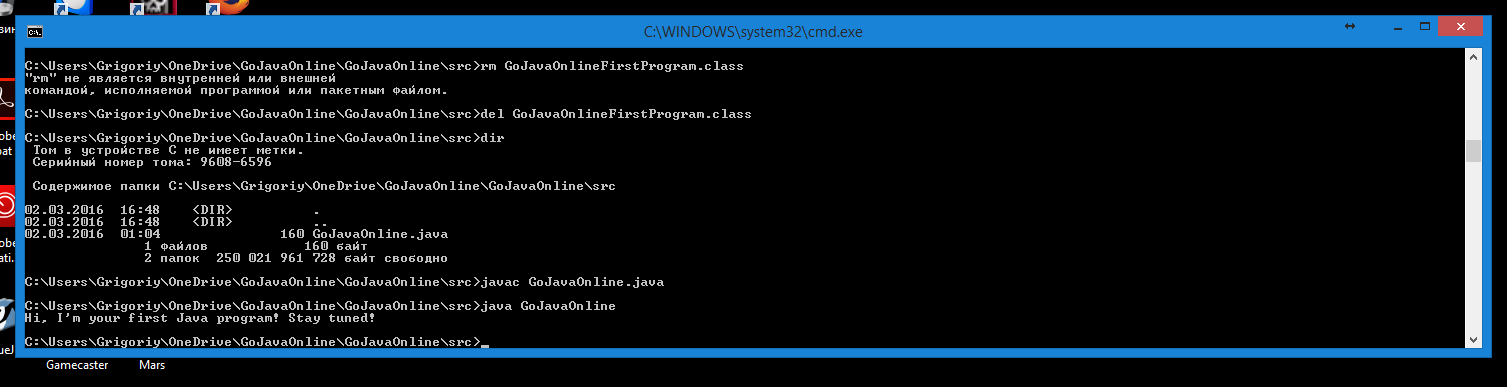 C:\WINDOWS\system32\cmd.exe
C:\Users\Grigoriy\OneDrive\GoJavaOnline\GoJavaOnline\src>rm GoJavaOnlineFirstProgram.class
"rm" не является внутренней или внешней
командой, исполняемой программой или пакетным файлом.
C:\Users\Grigoriy\OneDrive\GoJavaOnline\GoJavaOnline\src>del GoJavaOnlineFirstProgram.class
C:\Users\Grigoriy\OneDrive\GoJavaOnline\GoJavaOnline\src>dir
Том в устройстве C не имеет метки.
Серийный номер тома: 9608-6596
Содержимое папки C:\Users\Grigoriy\OneDrive\GoJavaOnline\GoJavaOnline\src
02.03.2016 16:48 <DIR> .
02.03.2016 16:48 <DIR> ..
02.03.2016 01:04 160 GoJavaOnline.java
1 файлов 160 байт
2 папок 250 021 961 728 байт свободно
C:\Users\Grigoriy\OneDrive\GoJavaOnline\GoJavaOnline\src>javac GoJavaOnline.java
C:\Users\Grigoriy\OneDrive\GoJavaOnline\GoJavaOnline\src>java GoJavaOnline
Hi, I'm your first Java program! Stay tuned!
C:\Users\Grigoriy\OneDrive\GoJavaOnline\GoJavaOnline\src>_
Gamecaster Mars